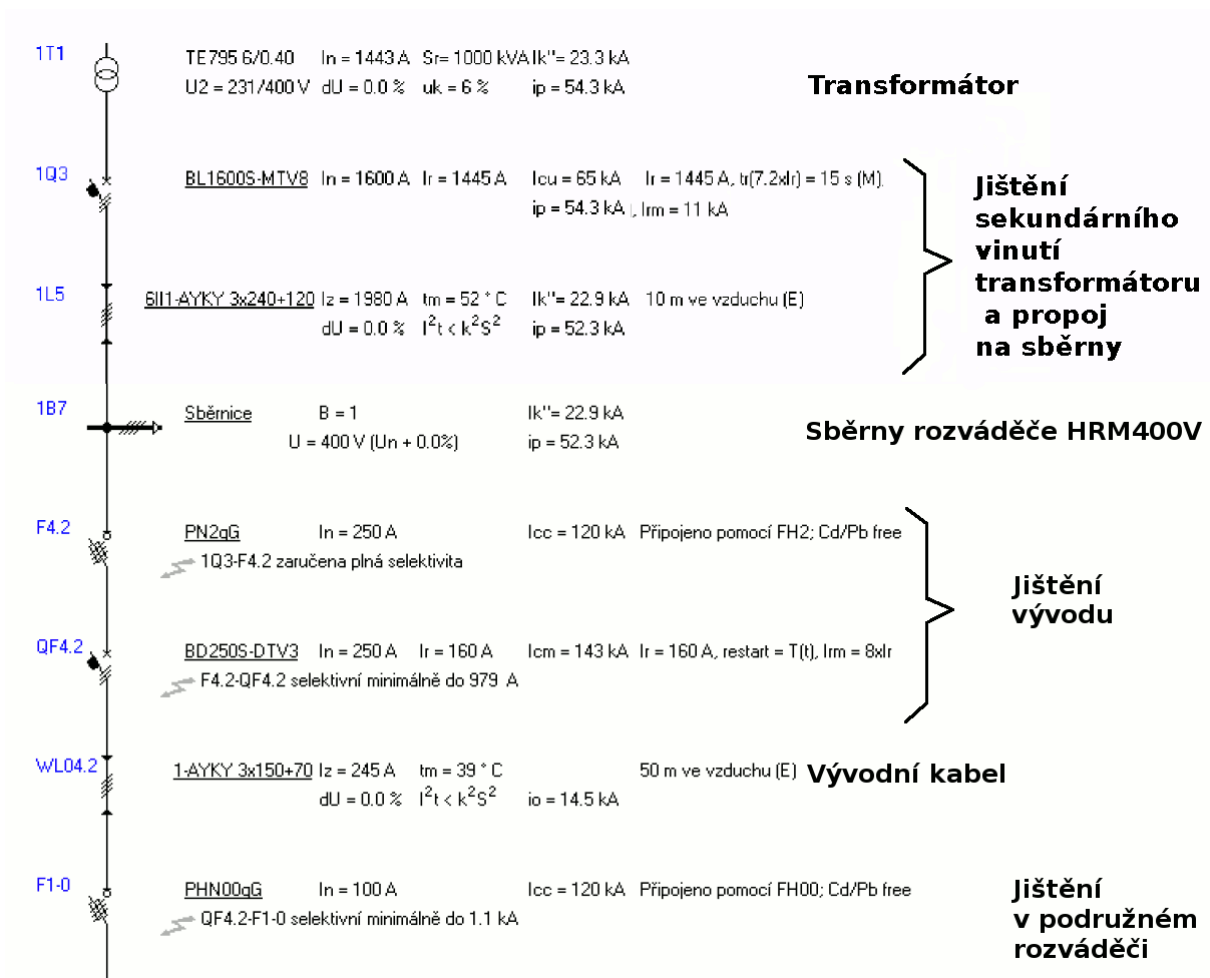 1T1 TE795 6/0.40 In = 1443 A Sr= 1000 kVA Ik''= 23.3 kA
U2 = 231/400 V dU = 0.0 % uk = 6 % ip = 54.3 kA
Transformátor
1Q3 BL1600S-MTV8 In = 1600 A Ir = 1445 A Icu = 65 kA Ir = 1445 A, tr(7.2xIr) = 15 s (M)
ip = 54.3 kA , Irm = 11 kA
Jištění
sekundárního
vinutí
transformátoru
a propoj
na sběrny
1L5 6II1-AYKY 3x240+120 Iz = 1980 A tm = 52 ° C Ik''= 22.9 kA 10 m ve vzduchu (E)
dU = 0.0 % I²t < k²S² ip = 52.3 kA
1B7 Sběrnice B = 1 Ik''= 22.9 kA
U = 400 V (Un + 0.0%) ip = 52.3 kA
Sběrny rozváděče HRM400V
F4.2 PN2gG In = 250 A Icc = 120 kA Připojeno pomocí FH2; Cd/Pb free
1Q3-F4.2 zaručena plná selektivita
Jištění
vývodu
QF4.2 BD250S-DTV3 In = 250 A Ir = 160 A Icm = 143 kA Ir = 160 A, restart = T(t), Irm = 8xIr
F4.2-QF4.2 selektivní minimálně do 979 A
WL04.2 1-AYKY 3x150+70 Iz = 245 A tm = 39 ° C 50 m ve vzduchu (E) Vývodní kabel
dU = 0.0 % I²t < k²S² io = 14.5 kA
F1-0 PHN00gG In = 100 A Icc = 120 kA Připojeno pomocí FH00; Cd/Pb free
QF4.2-F1-0 selektivní minimálně do 1.1 kA
Jištění
v podružném
rozváděči